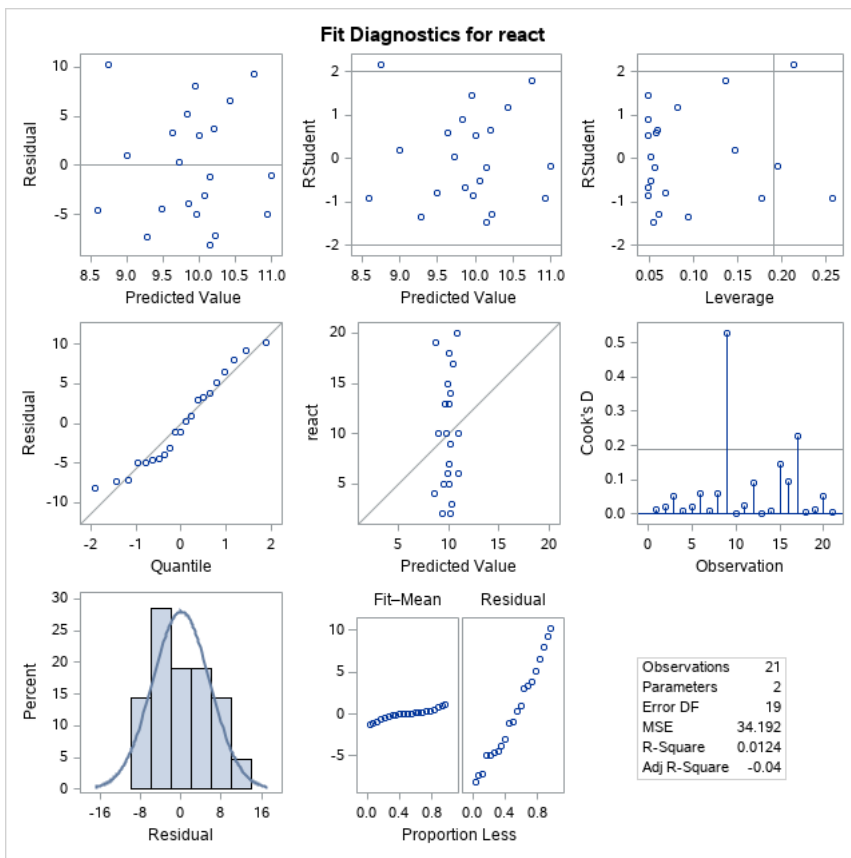 Fit Diagnostics for react
Residual
10
5
0
-5
8.5 9.0 9.5 10.0 10.5 11.0
Predicted Value
RStudent
2
1
0
-1
-2
8.5 9.0 9.5 10.0 10.5 11.0
Predicted Value
RStudent
2
1
0
-1
-2
0.05 0.10 0.15 0.20 0.25
Leverage
Residual
10
5
0
-5
-10
-2 -1 0 1 2
Quantile
react
20
15
10
5
5 10 15 20
Predicted Value
Cook's D
0.5
0.4
0.3
0.2
0.1
0.0
0 5 10 15 20
Observation
Percent
30
25
20
15
10
5
0
-16 -8 0 8 16
Residual
Fit–Mean Residual
10
5
0
-5
0.0 0.4 0.8 0.0 0.4 0.8
Proportion Less
Observations 21
Parameters 2
Error DF 19
MSE 34.192
R-Square 0.0124
Adj R-Square -0.04